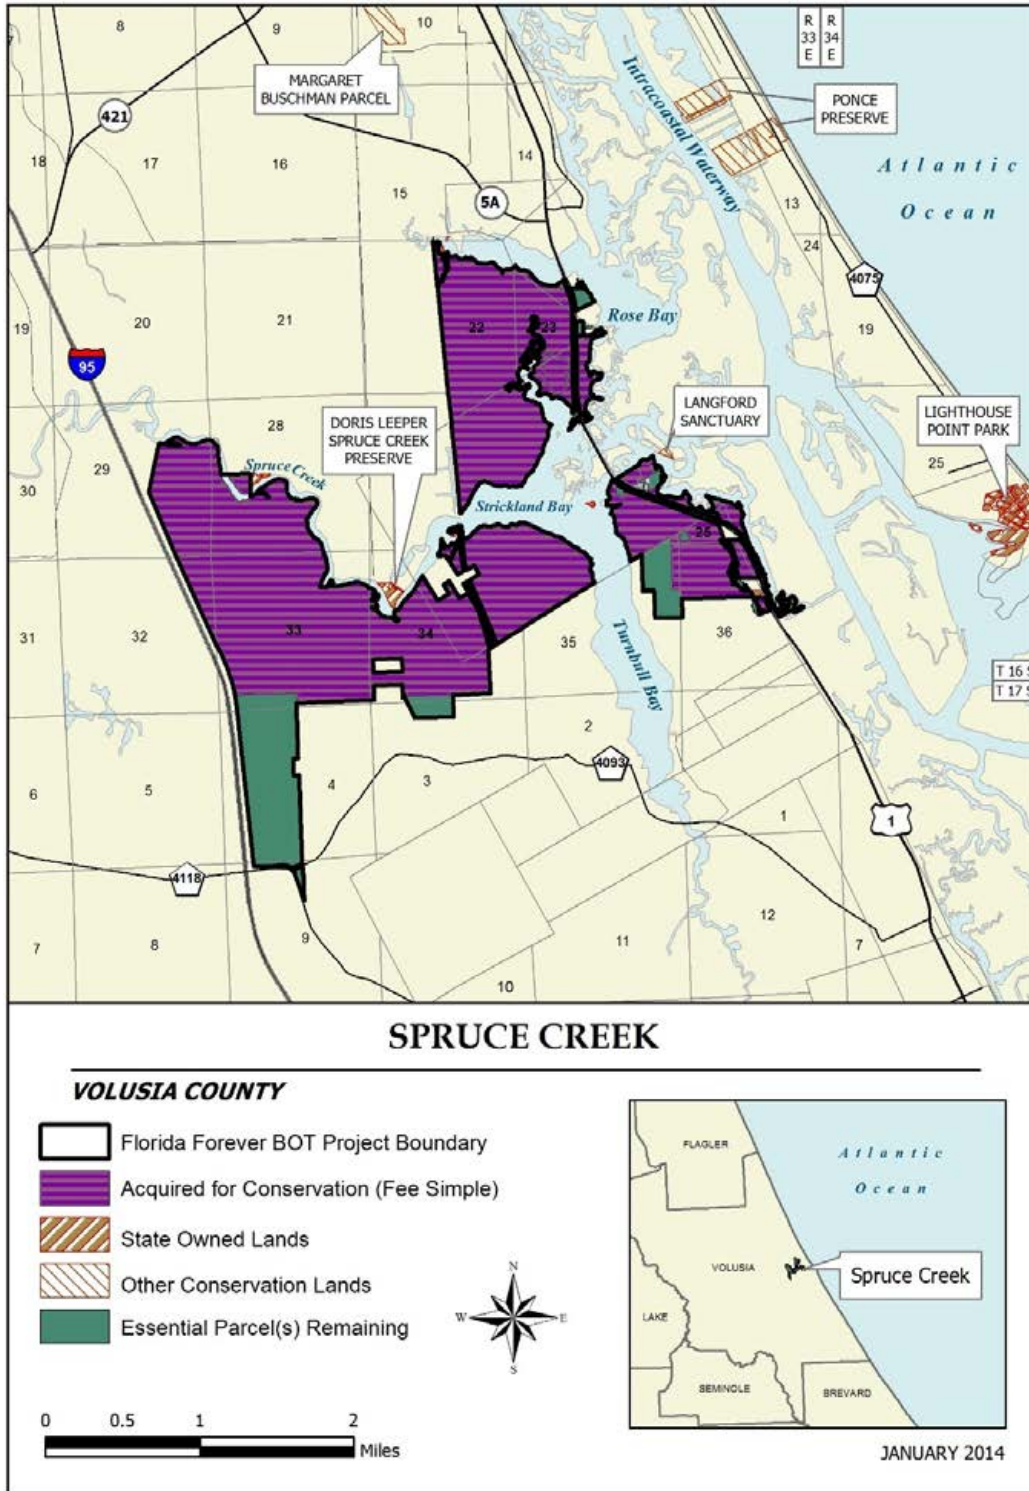 8
9
10
R
33
E
R
34
E
MARGARET
BUSCHMAN PARCEL
Intracoastal Waterway
PONCE
PRESERVE
421
18
17
16
14
15
5A
Atlantic
Ocean
13
24
4075
19
20
21
22
23
Rose Bay
19
95
28
29
30
DORIS LEEPER
SPRUCE CREEK
PRESERVE
LANGFORD
SANCTUARY
LIGHTHOUSE
POINT PARK
25
Spruce Creek
Strickland Bay
31
32
33
34
35
36
Turnbull Bay
T 16 S
T 17 S
2
4093
6
5
4
3
1
1
4118
7
8
9
10
11
12
7
SPRUCE CREEK
VOLUSIA COUNTY
Florida Forever BOT Project Boundary
Acquired for Conservation (Fee Simple)
State Owned Lands
Other Conservation Lands
Essential Parcel(s) Remaining
N
W
E
S
0 0.5 1 2
Miles
FLAGLER
Atlantic
Ocean
VOLUSIA
Spruce Creek
LAKE
SEMINOLE
BREVARD
JANUARY 2014